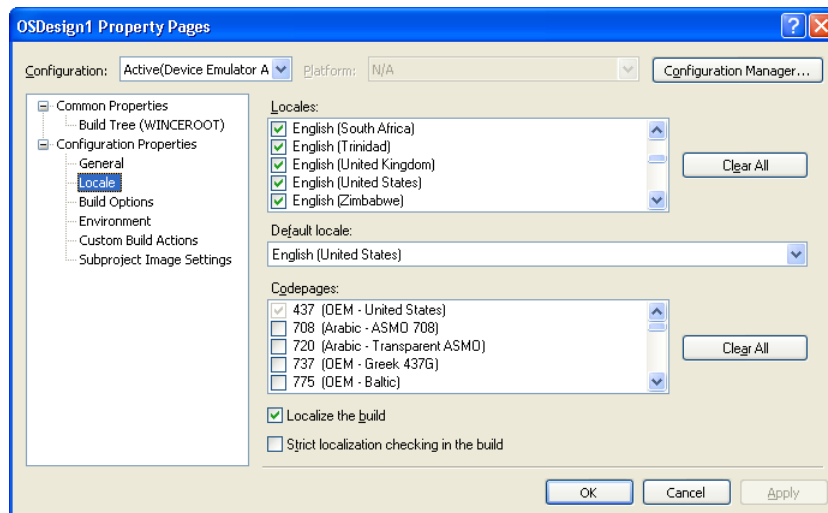 OSDesign1 Property Pages
Configuration: Active(Device Emulator A Platform: N/A Configuration Manager...
Common Properties
Build Tree (WINCEROOT)
Configuration Properties
General
Locale
Build Options
Environment
Custom Build Actions
Subproject Image Settings
Locales:
English (South Africa)
English (Trinidad)
English (United Kingdom)
English (United States)
English (Zimbabwe)
Clear All
Default locale:
English (United States)
Codepages:
437 (OEM - United States)
708 (Arabic - ASMO 708)
720 (Arabic - Transparent ASMO)
737 (OEM - Greek 437G)
775 (OEM - Baltic)
Clear All
Localize the build
Strict localization checking in the build
OK Cancel Apply